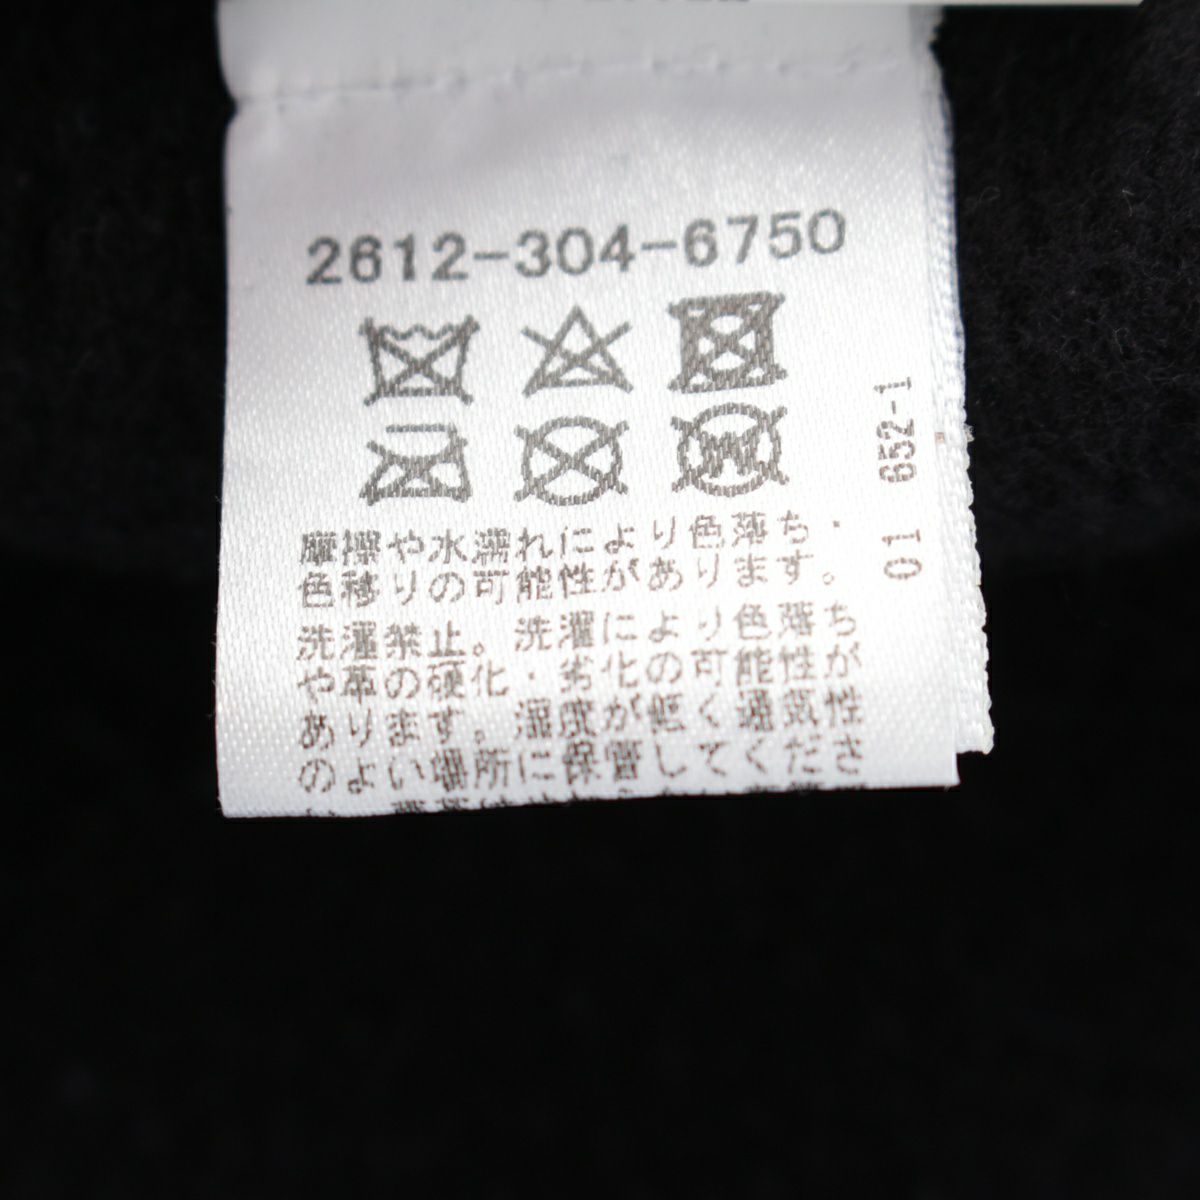 2612-304-6750
摩擦や水濡れにより色落ち・
色移りの可能性があります。
洗濯禁止。洗濯により色落ち
や革の硬化・劣化の可能性が
あります。湿度が低く通気性
のよい場所に保管してくださ
01 652-1